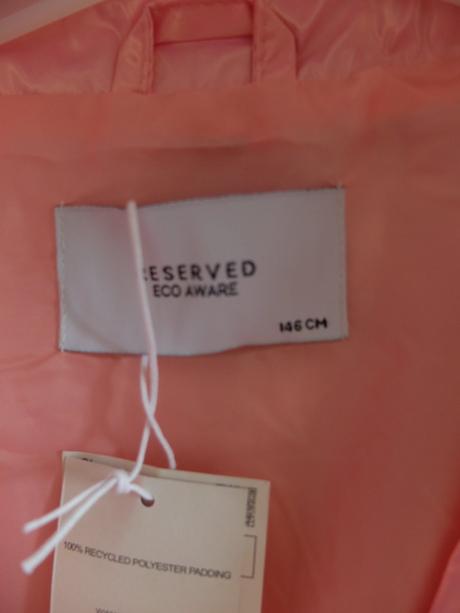 RESERVED
ECO AWARE
146 CM
100% RECYCLED POLYESTER PADDING